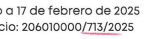 a 17 de febrero de 2025
cio: 206010000/713/2025